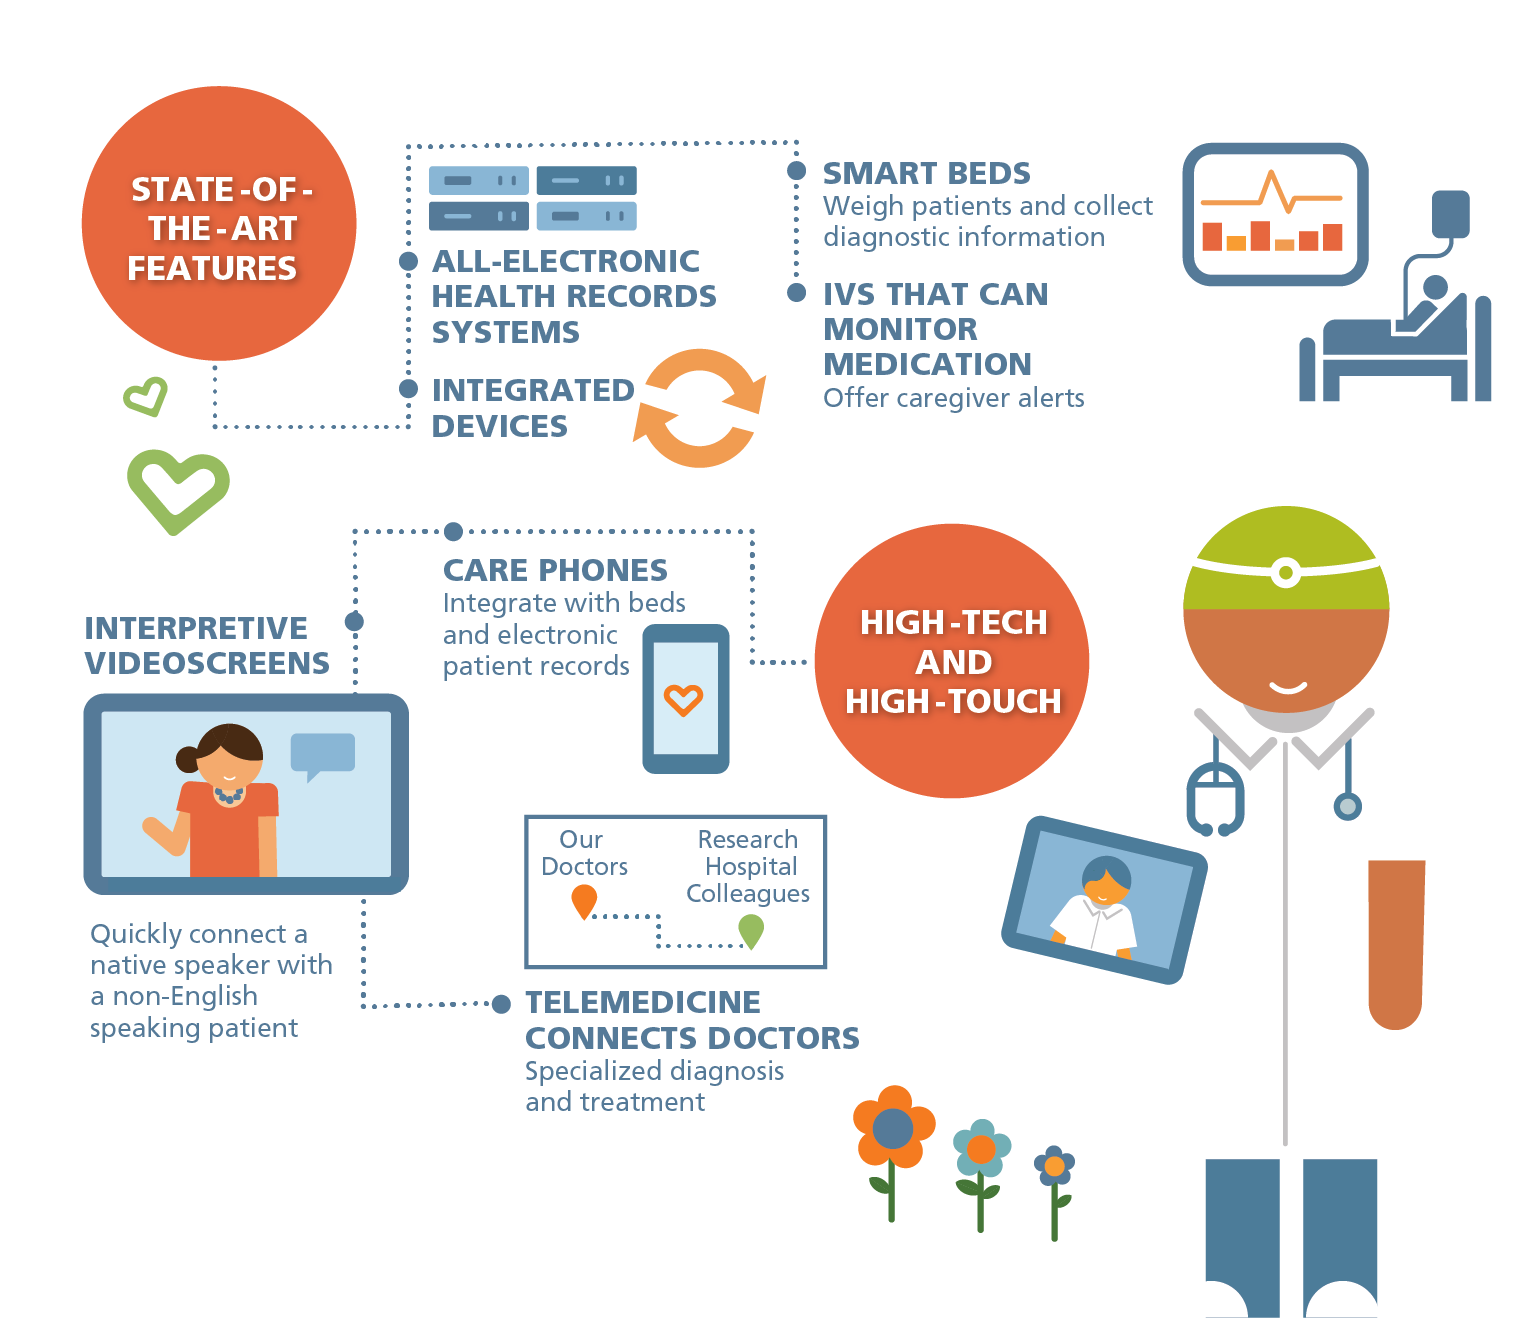 STATE-OF-
THE-ART
FEATURES
ALL-ELECTRONIC
HEALTH RECORDS
SYSTEMS
INTEGRATED
DEVICES
SMART BEDS
Weigh patients and collect
diagnostic information
IVS THAT CAN
MONITOR
MEDICATION
Offer caregiver alerts
HIGH-TECH
AND
HIGH-TOUCH
CARE PHONES
Integrate with beds
and electronic
patient records
INTERPRETIVE
VIDEOSCREENS
Quickly connect a
native speaker with
a non-English
speaking patient
Our
Doctors
Research
Hospital
Colleagues
TELEMEDICINE
CONNECTS DOCTORS
Specialized diagnosis
and treatment